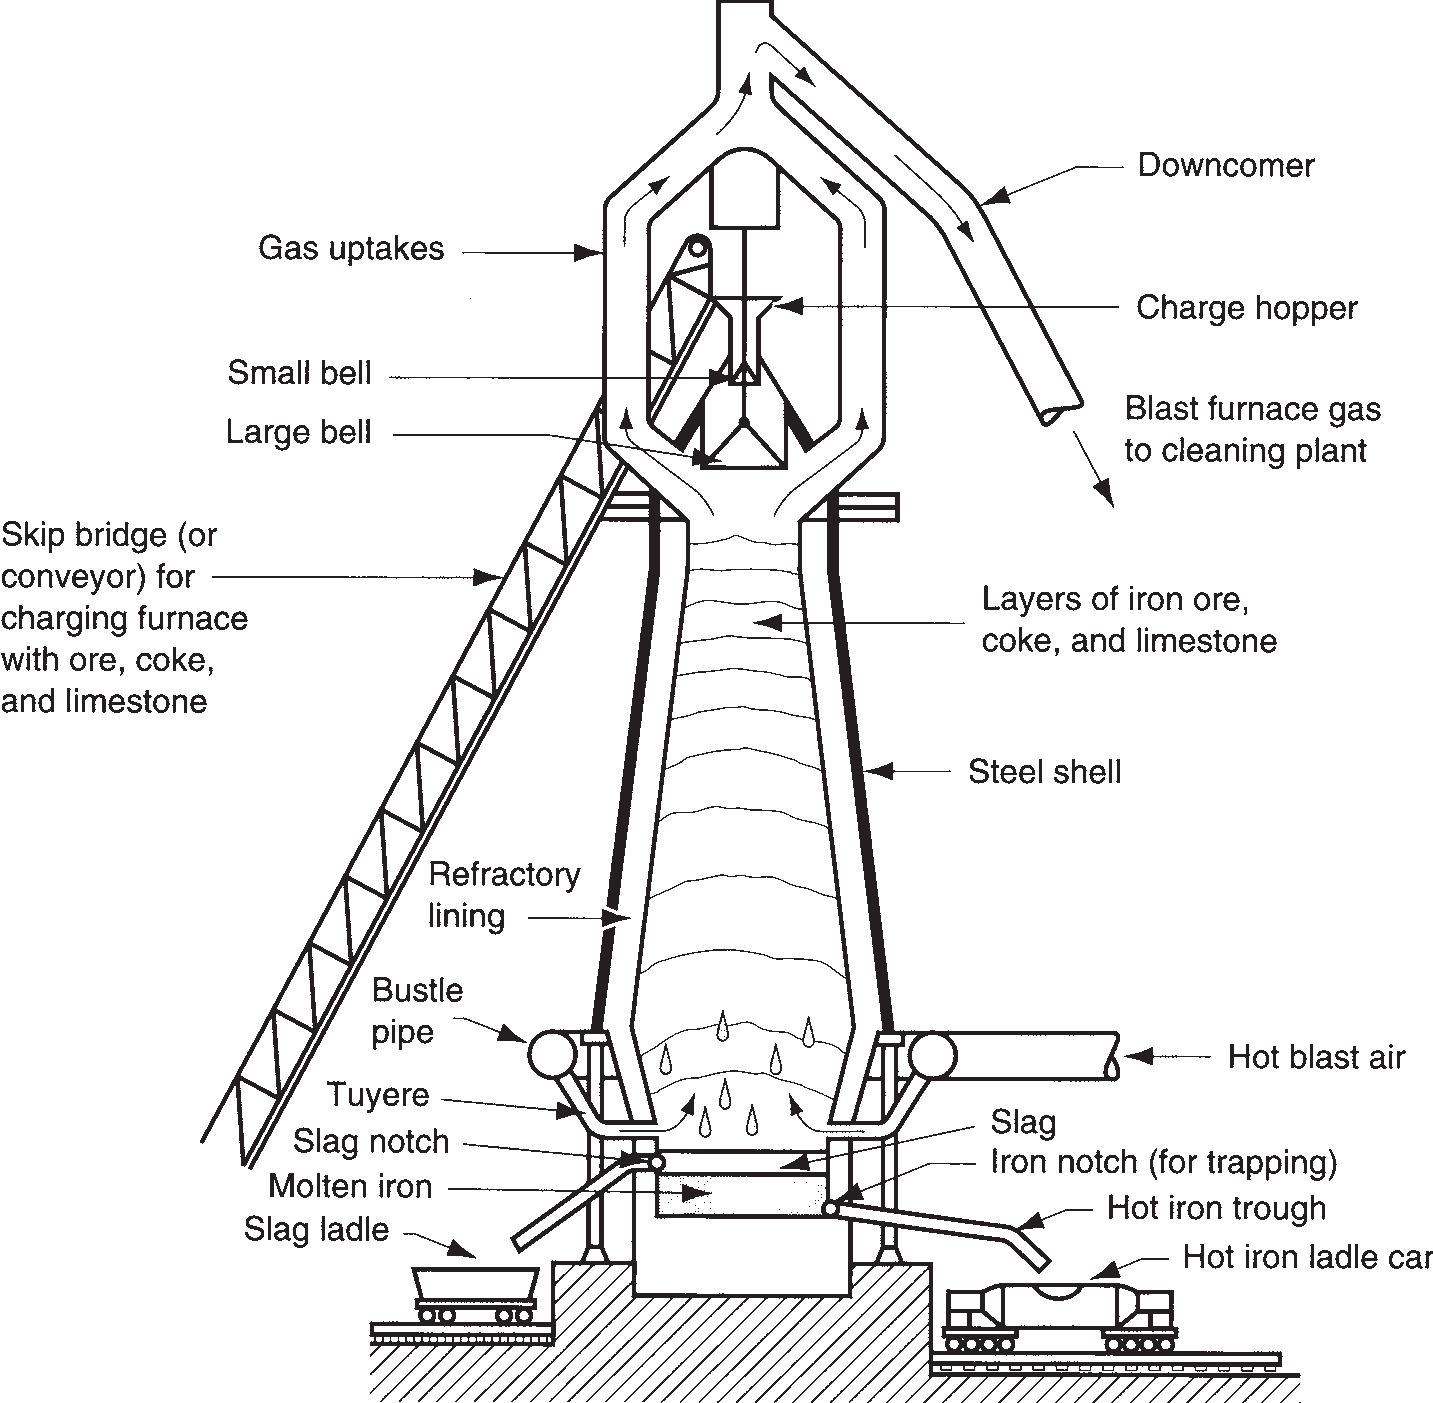 Downcomer
Gas uptakes
Charge hopper
Small bell
Blast furnace gas
to cleaning plant
Large bell
Skip bridge (or
conveyor) for
charging furnace
with ore, coke,
and limestone
Layers of iron ore,
coke, and limestone
Steel shell
Refractory
lining
Bustle
pipe
Hot blast air
Tuyere
Slag
Slag notch
Iron notch (for trapping)
Molten iron
Hot iron trough
Slag ladle
Hot iron ladle car